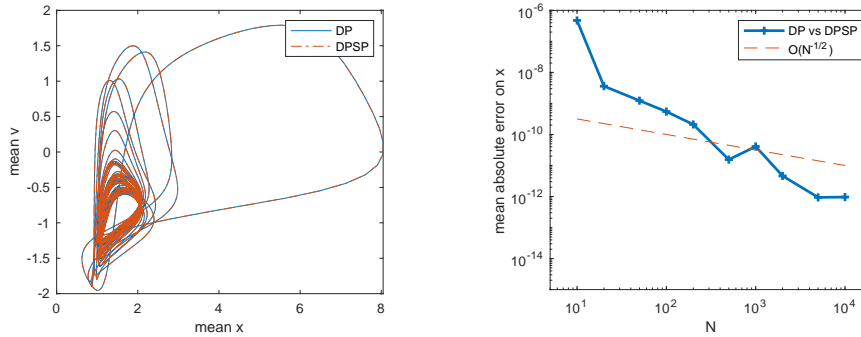 2
1.5
1
0.5
0
-0.5
-1
-1.5
-2
mean v
0
2
4
6
8
mean x
DP
DPSP
10^-6
10^-8
10^-10
10^-12
10^-14
mean absolute error on x
10^1
10^2
10^3
10^4
N
DP vs DPSP
O(N^-1/2)